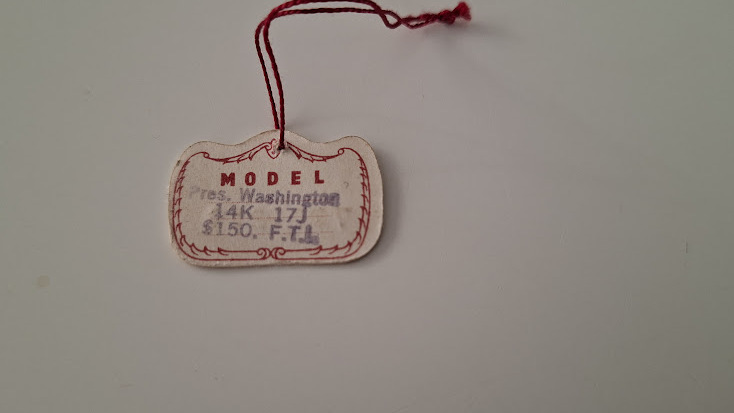 MODEL
Pres. Washington
14K 17J
$150. F.T.I.